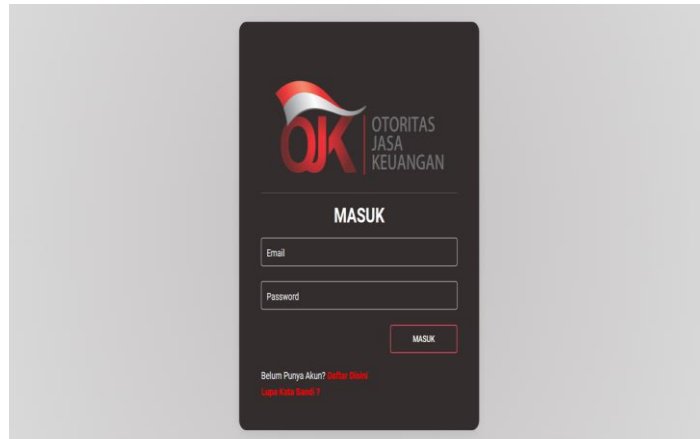 OJK
OTORITAS
JASA
KEUANGAN
MASUK
Email
Password
MASUK
Belum Punya Akun? Daftar Disini
Lupa Kata Sandi ?